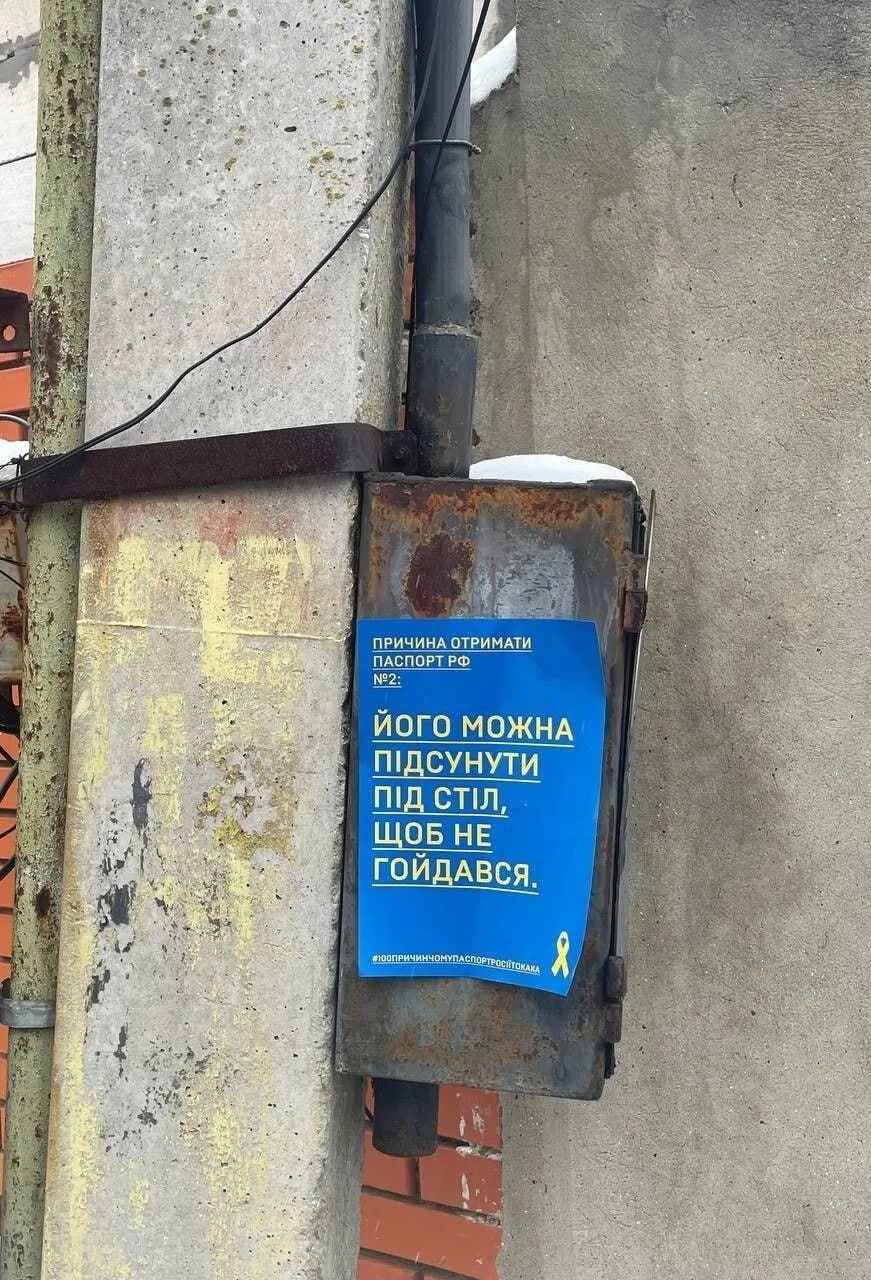 ПРИЧИНА ОТРИМАТИ
ПАСПОРТ РФ
№2:
ЙОГО МОЖНА
ПІДСУНУТИ
ПІД СТІЛ,
ЩОБ НЕ
ГОЙДАВСЯ.
#100ПРИЧИНЧОМУПАСПОРТРОСІЇТОКАКА